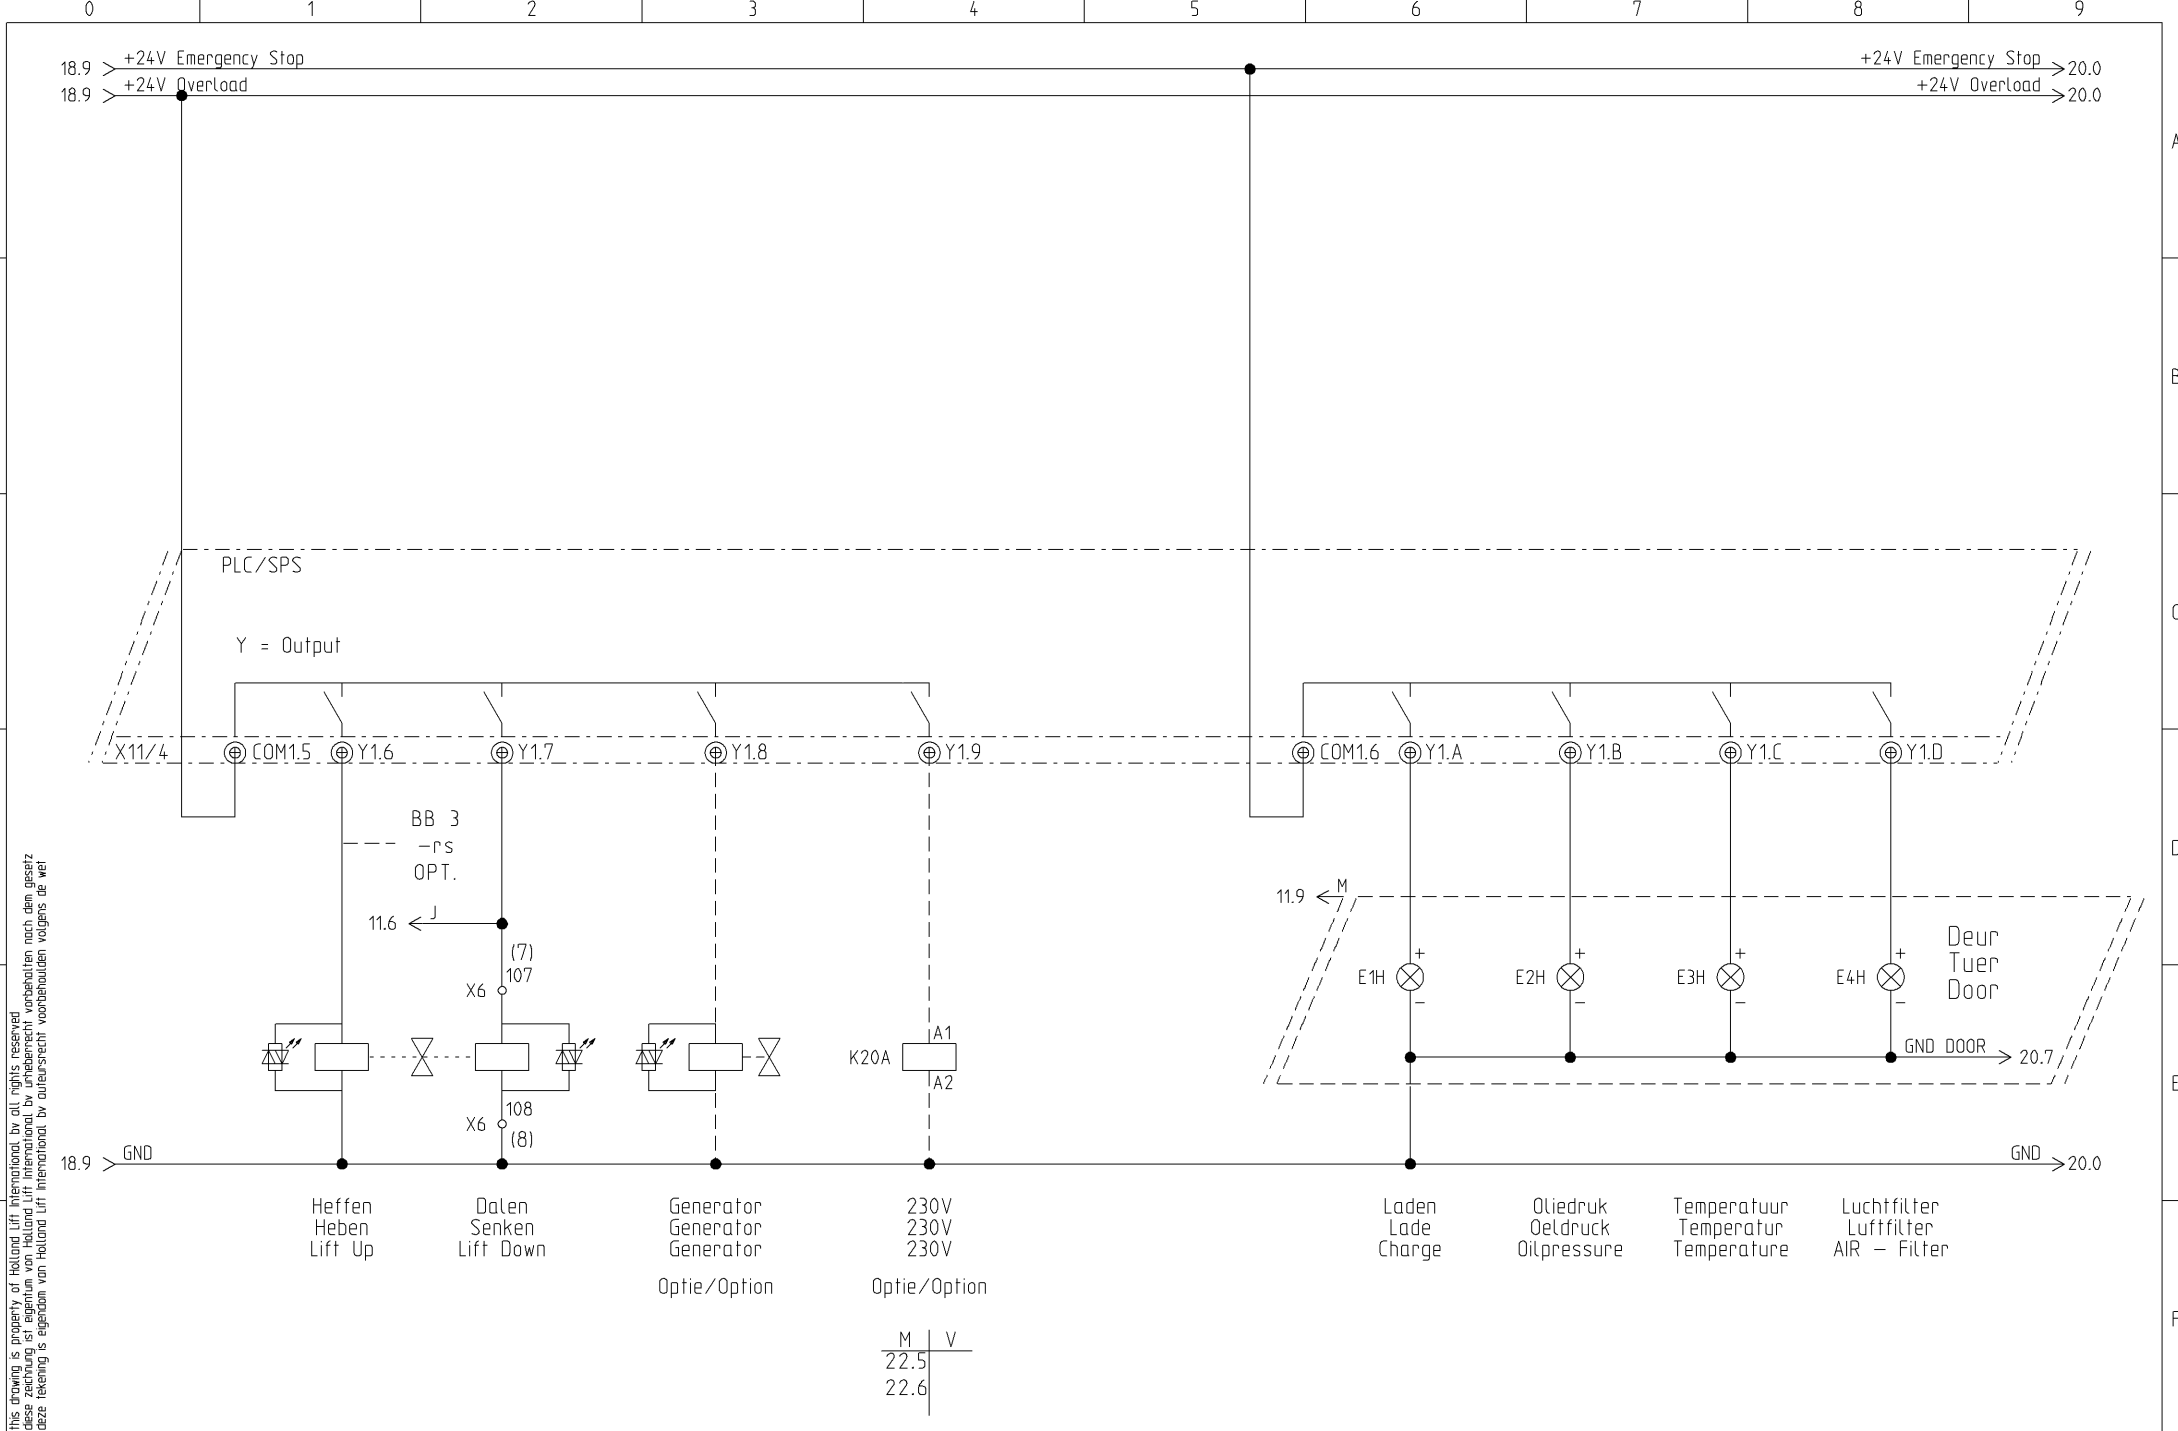 0 1 2 3 4 5 6 7 8 9
18.9 +24V Emergency Stop +24V Emergency Stop 20.0
18.9 +24V Overload +24V Overload 20.0
A
B
PLC/SPS
C
Y = Output
X11/4 COM1.5 Y1.6 Y1.7 Y1.8 Y1.9 COM1.6 Y1.A Y1.B Y1.C Y1.D
BB 3
-rs
OPT.
D
11.9 M
11.6 J
Deur
Tuer
Door
(7)
107
X6
+ + + +
E1H E2H E3H E4H
- - - -
A1
K20A
A2
GND DOOR 20.7
E
108
X6
(8)
18.9 GND GND 20.0
Heffen Dalen Generator 230V Laden Oliedruk Temperatuur Luchtfilter
Heben Senken Generator 230V Lade Oeldruck Temperatur Luftfilter
Lift Up Lift Down Generator 230V Charge Oilpressure Temperature AIR - Filter
Optie/Option Optie/Option
F
M V
22.5
22.6
this drawing is property of Holland Lift International bv all rights reserved
diese zeichnung ist eigentum van Holland Lift International bv urheberrecht vorbehalten nach dem gesetz
deze tekening is eigendom van Holland Lift International bv auteursrecht voorbehoulden volgens de wet